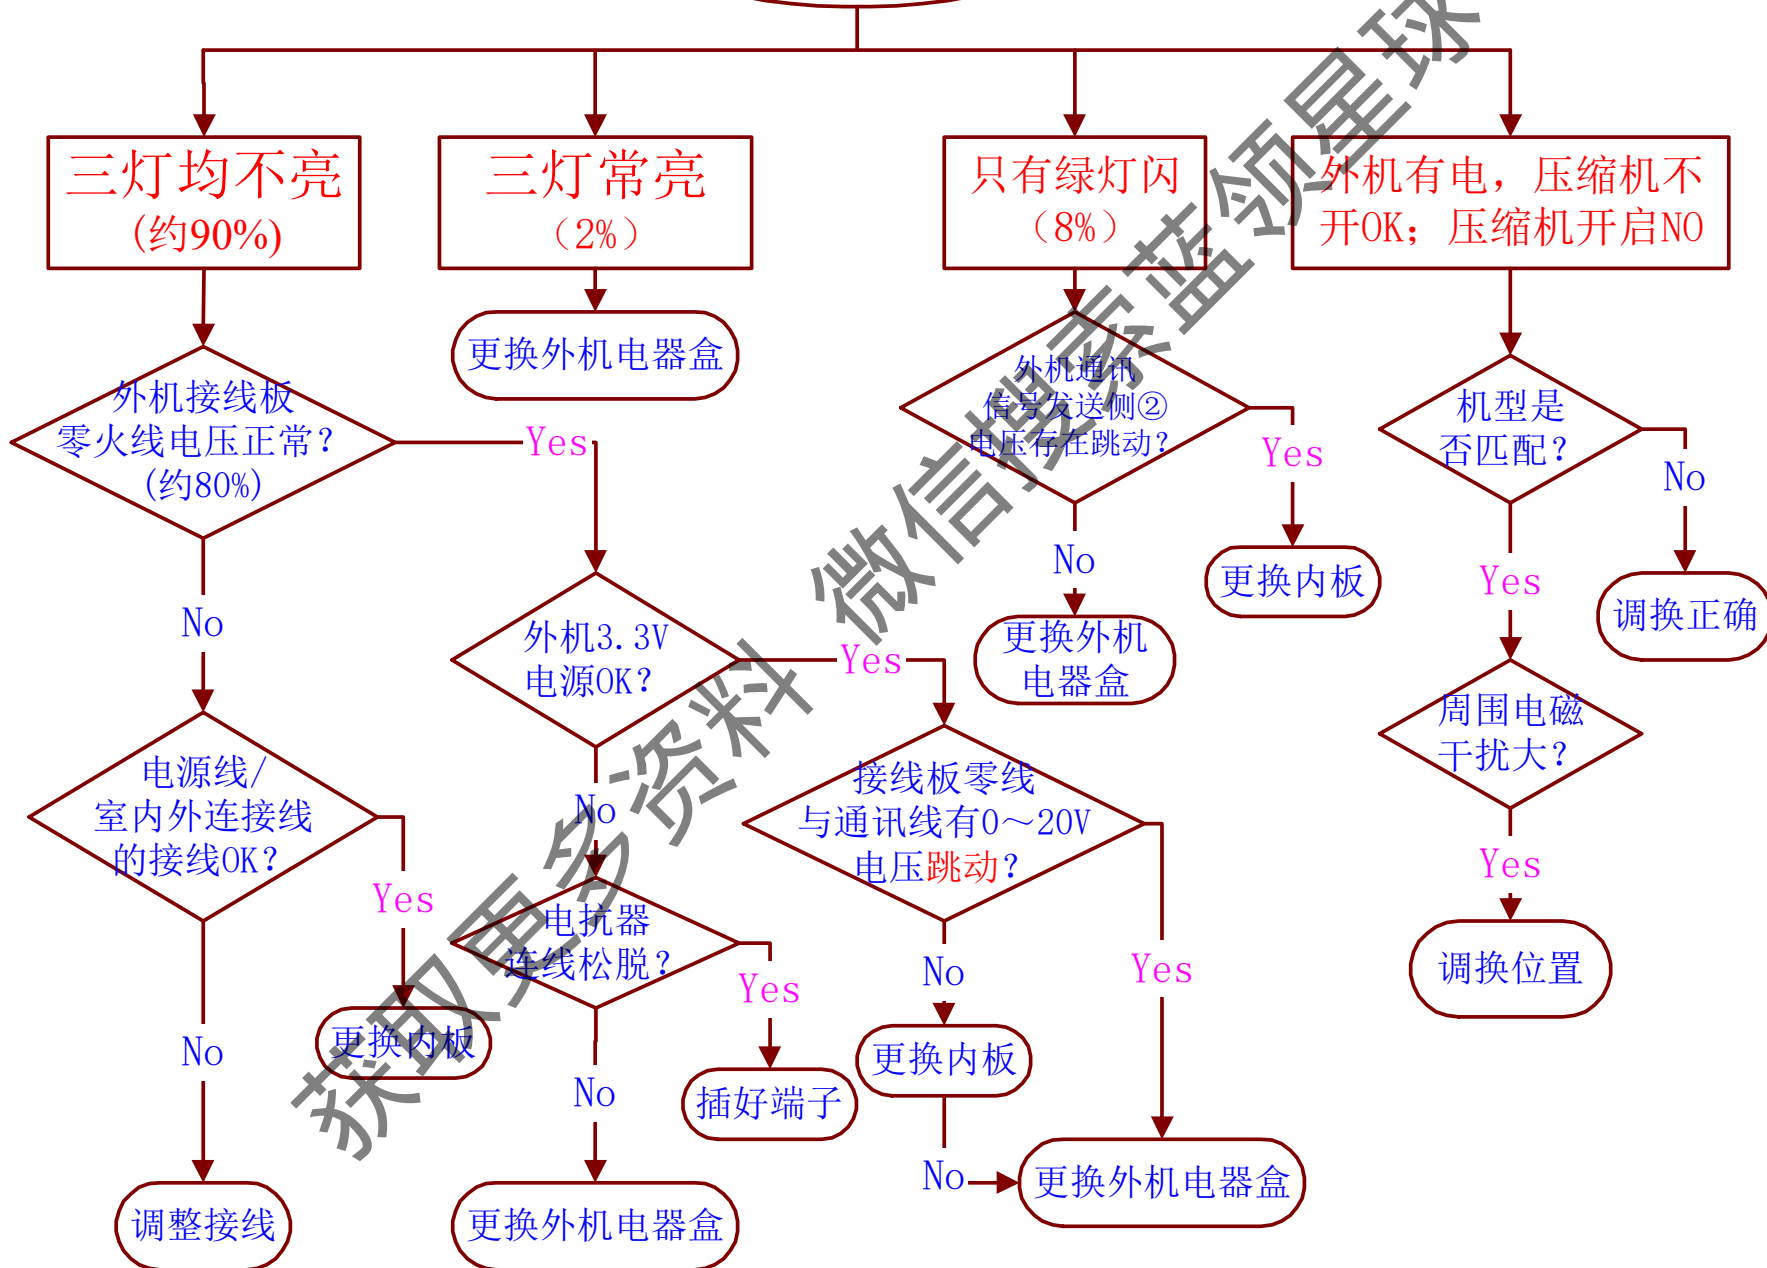 三灯均不亮
(约90%)
三灯常亮
（2%）
只有绿灯闪
（8%）
外机有电，压缩机不
开OK；压缩机开启NO
更换外机电器盒
外机接线板
零火线电压正常？
(约80%)
Yes
外机通讯
信号发送侧②
电压存在跳动？
Yes
机型是
否匹配？
No
No
更换内板
Yes
调换正确
No
外机3.3V
电源OK？
Yes
更换外机
电器盒
周围电磁
干扰大？
电源线/
室内外连接线
的接线OK？
No
接线板零线
与通讯线有0～20V
电压跳动？
Yes
Yes
电抗器
连线松脱？
Yes
No
Yes
调换位置
No
更换内板
更换内板
No
插好端子
No
更换外机电器盒
调整接线
更换外机电器盒
获取更多资料 微信搜索蓝领星球